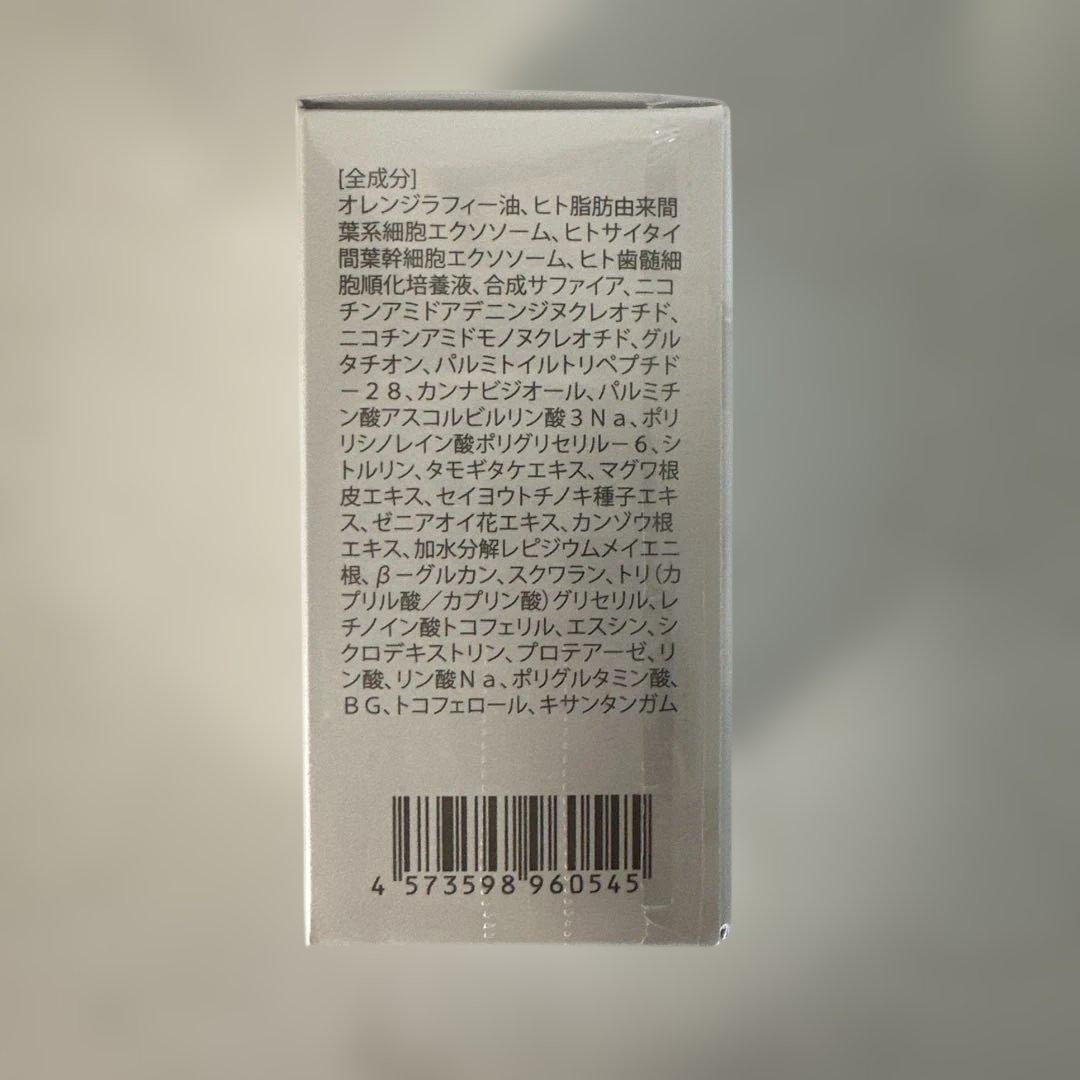 [全成分]
オレンジラフィー油、ヒト脂肪由来間
葉系細胞エクソソーム、ヒトサイタイ
間葉幹細胞エクソソーム、ヒト歯髄細
胞順化培養液、合成サファイア、ニコ
チンアミドアデニンジヌクレオチド、
ニコチンアミドモノヌクレオチド、グル
タチオン、パルミトイルトリペプチド
－２８、カンナビジオール、パルミチ
ン酸アスコルビルリン酸３Ｎａ、ポリ
リシノレイン酸ポリグリセリル－６、シ
トルリン、タモギタケエキス、マグワ根
皮エキス、セイヨウトチノキ種子エキ
ス、ゼニアオイ花エキス、カンゾウ根
エキス、加水分解レピジウムメイエニ
根、β－グルカン、スクワラン、トリ（カ
プリル酸／カプリン酸）グリセリル、レ
チノイン酸トコフェリル、エスシン、シ
クロデキストリン、プロテアーゼ、リ
ン酸、リン酸Ｎａ、ポリグルタミン酸、
ＢＧ、トコフェロール、キサンタンガム
4 573598 960545